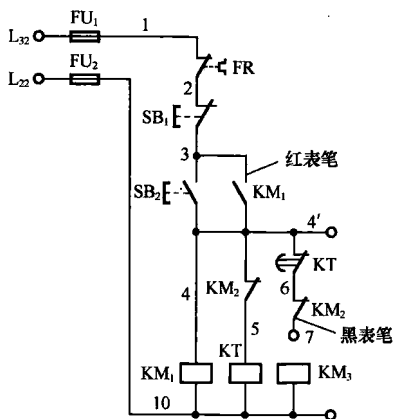 FU₁
1
L₃₂
FU₂
L₂₂
FR
2
SB₁
3
红表笔
SB₂
KM₁
4'
KT
KM₂
6
KM₂
4
黑表笔
5
7
KM₁
KT
KM₃
10